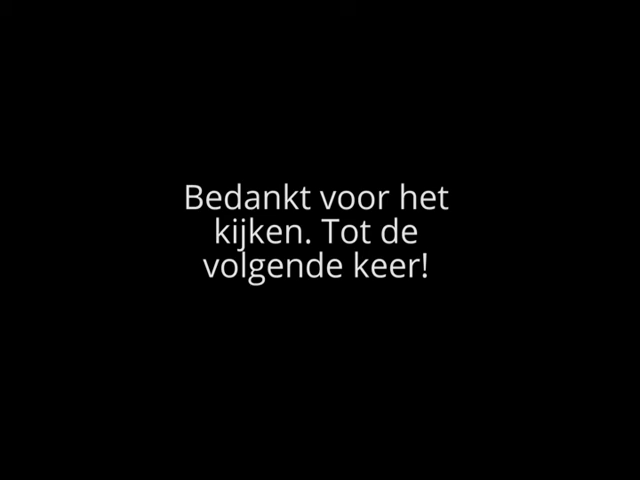 Bedankt voor het
kijken. Tot de
volgende keer!